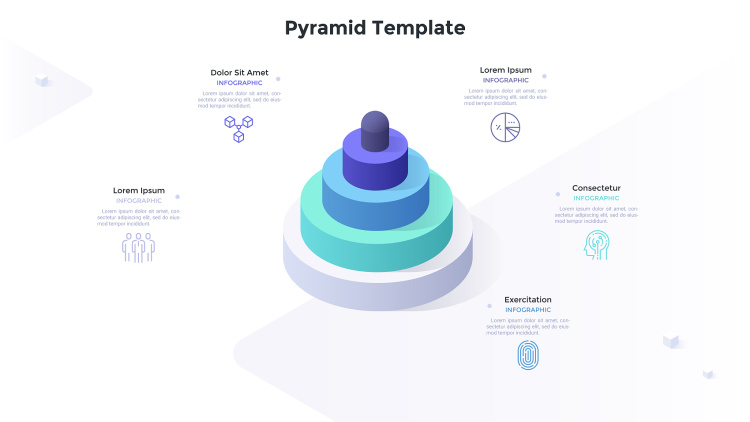 Pyramid Template
Dolor Sit Amet
INFOGRAPHIC
Lorem ipsum dolor sit amet, con-
sectetur adipiscing elit, sed do eius-
mod tempor incididunt.
Lorem Ipsum
INFOGRAPHIC
Lorem ipsum dolor sit amet, con-
sectetur adipiscing elit, sed do eius-
mod tempor incididunt.
Lorem Ipsum
INFOGRAPHIC
Lorem ipsum dolor sit amet, con-
sectetur adipiscing elit, sed do eius-
mod tempor incididunt.
Consectetur
INFOGRAPHIC
Lorem ipsum dolor sit amet, con-
sectetur adipiscing elit, sed do eius-
mod tempor incididunt.
Exercitation
INFOGRAPHIC
Lorem ipsum dolor sit amet, con-
sectetur adipiscing elit, sed do eius-
mod tempor incididunt.